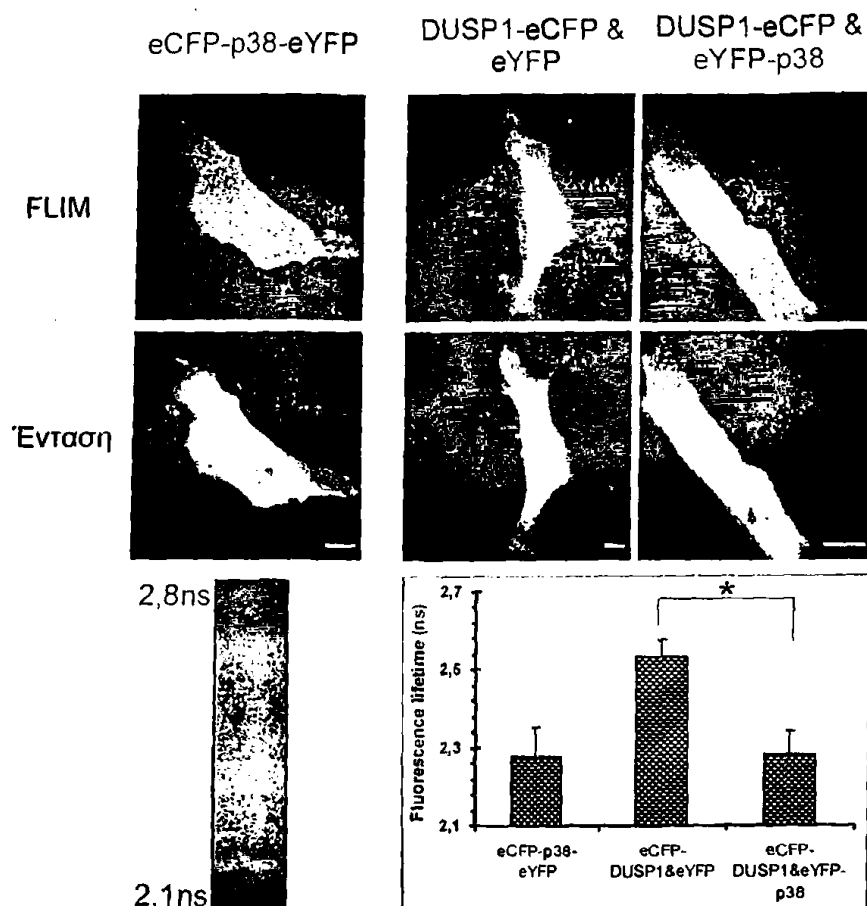 eCFP-p38-eYFP
DUSP1-eCFP &
eYFP
DUSP1-eCFP &
eYFP-p38
FLIM
Ένταση
2,8ns
2,1ns
Fluorescence lifetime (ns)
2,7
2,6
2,3
2,1
*
eCFP-p38-
eYFP
eCFP-
DUSP1&eYFP
eCFP-
DUSP1&eYFP-
p38